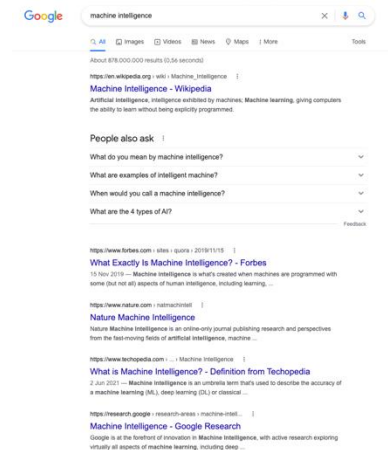 Google
machine intelligence
All Images Videos News Maps More Tools
About 878.000.000 results (0,56 seconds)
https://en.wikipedia.org › wiki › Machine_Intelligence
Machine Intelligence - Wikipedia
Artificial intelligence, intelligence exhibited by machines; Machine learning, giving computers
the ability to learn without being explicitly programmed.
People also ask
What do you mean by machine intelligence?
What are examples of intelligent machine?
When would you call a machine intelligence?
What are the 4 types of AI?
Feedback
https://www.forbes.com › sites › quora › 2019/11/15
What Exactly Is Machine Intelligence? - Forbes
15 Nov 2019 — Machine intelligence is what's created when machines are programmed with
some (but not all) aspects of human intelligence, including learning, ...
https://www.nature.com › natmachintell
Nature Machine Intelligence
Nature Machine Intelligence is an online-only journal publishing research and perspectives
from the fast-moving fields of artificial intelligence, machine ...
https://www.techopedia.com › ... › Machine Intelligence
What is Machine Intelligence? - Definition from Techopedia
2 Jun 2021 — Machine Intelligence is an umbrella term that's used to describe the accuracy of
a machine learning (ML), deep learning (DL) or classical ...
https://research.google › research-areas › machine-intell...
Machine Intelligence - Google Research
Google is at the forefront of innovation in Machine Intelligence, with active research exploring
virtually all aspects of machine learning, including deep ...